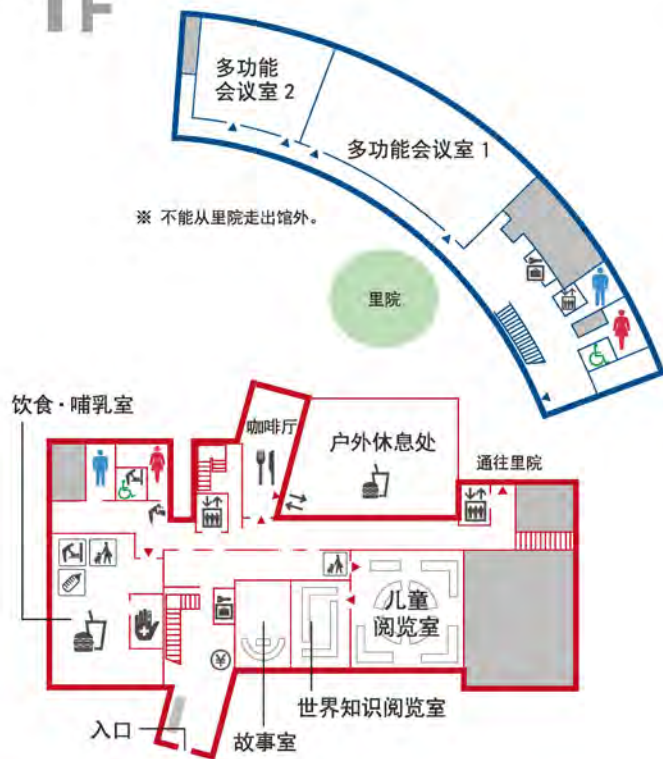 1F
多功能
会议室 2
多功能会议室 1
※ 不能从里院走出馆外。
里院
饮食·哺乳室
咖啡厅
户外休息处
通往里院
儿童
阅览室
¥
世界知识阅览室
入口
故事室